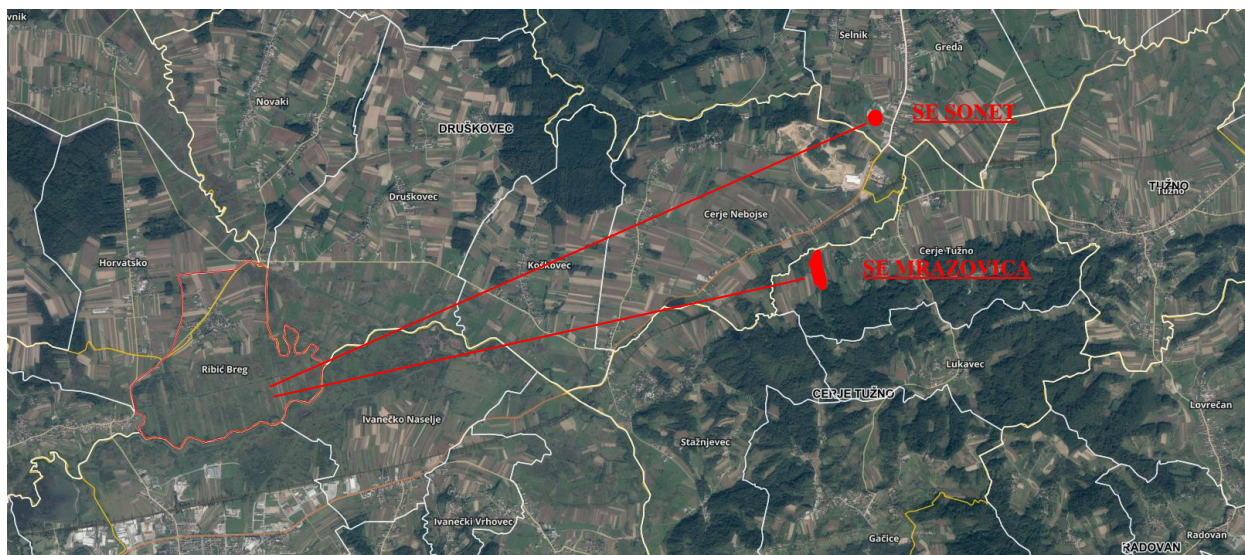 vnik
Selnik
Greda
Novaki
SE SONET
DRUŠKOVEC
TUŽNO
Tužno
Druškovec
Cerje Nebojse
Horvatsko
Koškovec
Cerje Tužno
SE MRAZOVICA
Ribić Breg
Lukavec
CERJE TUŽNO
Lovrečan
Ivanečko Naselje
Stažnjevec
Ivanečki Vrhovec
Gačice
Radovan
RADOVAN